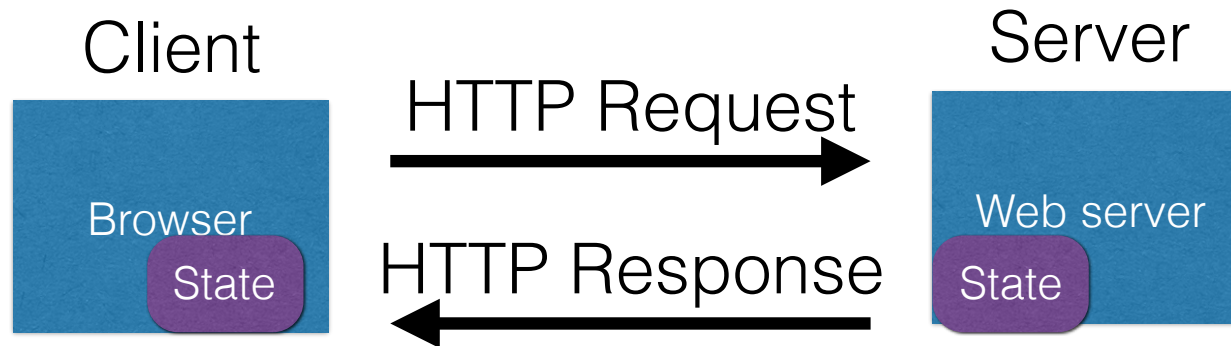 Client
Server
HTTP Request
Browser
Web server
State
HTTP Response
State